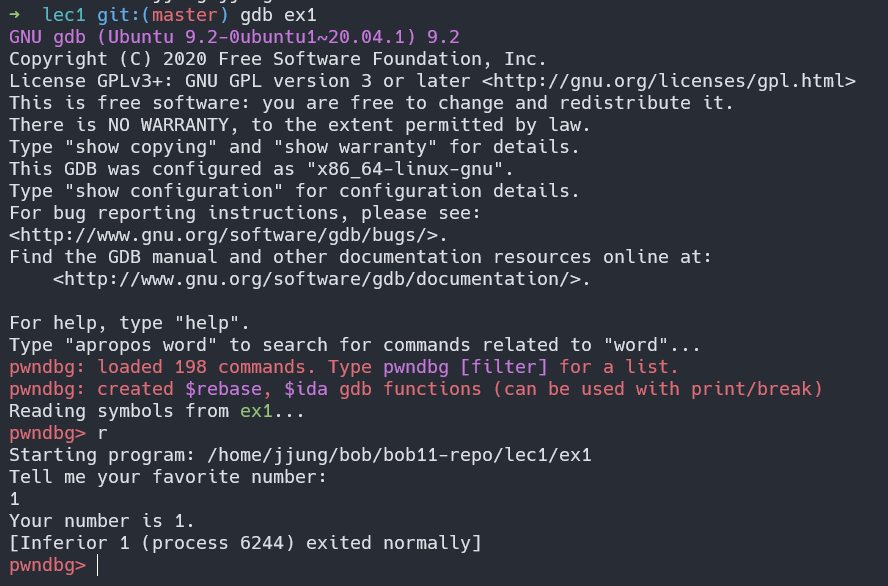 → lec1 git:(master) gdb ex1
GNU gdb (Ubuntu 9.2-0ubuntu1~20.04.1) 9.2
Copyright (C) 2020 Free Software Foundation, Inc.
License GPLv3+: GNU GPL version 3 or later <http://gnu.org/licenses/gpl.html>
This is free software: you are free to change and redistribute it.
There is NO WARRANTY, to the extent permitted by law.
Type "show copying" and "show warranty" for details.
This GDB was configured as "x86_64-linux-gnu".
Type "show configuration" for configuration details.
For bug reporting instructions, please see:
<http://www.gnu.org/software/gdb/bugs/>.
Find the GDB manual and other documentation resources online at:
    <http://www.gnu.org/software/gdb/documentation/>.

For help, type "help".
Type "apropos word" to search for commands related to "word"...
pwndbg: loaded 198 commands. Type pwndbg [filter] for a list.
pwndbg: created $rebase, $ida gdb functions (can be used with print/break)
Reading symbols from ex1...
pwndbg> r
Starting program: /home/jjung/bob/bob11-repo/lec1/ex1
Tell me your favorite number:
1
Your number is 1.
[Inferior 1 (process 6244) exited normally]
pwndbg>